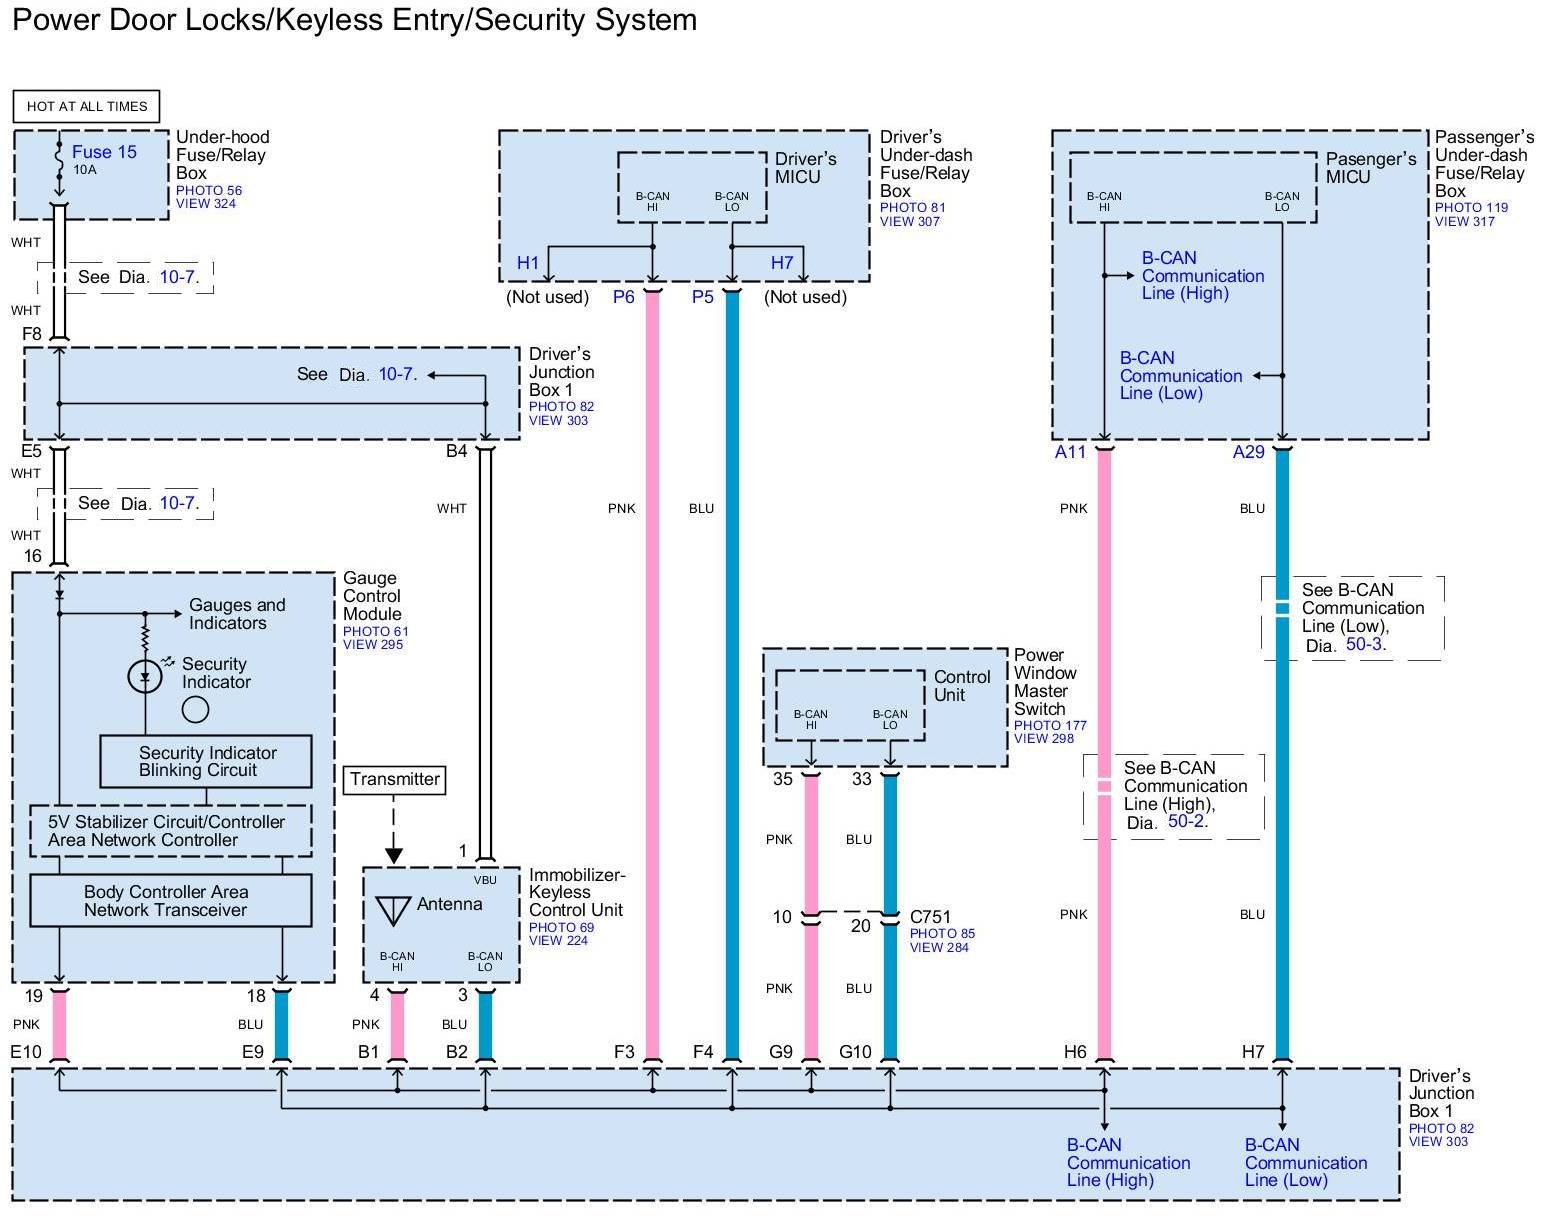 Power Door Locks/Keyless Entry/Security System
HOT AT ALL TIMES
Fuse 15
10A
Under-hood
Fuse/Relay
Box
PHOTO 56
VIEW 324
WHT
See Dia. 10-7.
WHT
F8
See Dia. 10-7.
Driver's
Junction
Box 1
PHOTO 82
VIEW 303
E5
B4
WHT
See Dia. 10-7.
WHT
16
WHT
Gauges and
Indicators
Security
Indicator
Security Indicator
Blinking Circuit
5V Stabilizer Circuit/Controller
Area Network Controller
Body Controller Area
Network Transceiver
Gauge
Control
Module
PHOTO 61
VIEW 295
19
18
PNK
BLU
E10
E9
Transmitter
1
VBU
Antenna
B-CAN
HI
B-CAN
LO
Immobilizer-
Keyless
Control Unit
PHOTO 69
VIEW 224
4
3
PNK
BLU
B1
B2
Driver's
MICU
B-CAN
HI
B-CAN
LO
H1
H7
Driver's
Under-dash
Fuse/Relay
Box
PHOTO 81
VIEW 307
(Not used)
P6
P5
(Not used)
PNK
BLU
F3
F4
Control
Unit
B-CAN
HI
B-CAN
LO
Power
Window
Master
Switch
PHOTO 177
VIEW 298
35
33
PNK
BLU
10
20
C751
PHOTO 85
VIEW 284
PNK
BLU
G9
G10
Pasenger's
MICU
B-CAN
HI
B-CAN
LO
B-CAN
Communication
Line (High)
B-CAN
Communication
Line (Low)
Passenger's
Under-dash
Fuse/Relay
Box
PHOTO 119
VIEW 317
A11
A29
PNK
BLU
See B-CAN
Communication
Line (Low),
Dia. 50-3.
See B-CAN
Communication
Line (High),
Dia. 50-2.
PNK
BLU
H6
H7
B-CAN
Communication
Line (High)
B-CAN
Communication
Line (Low)
Driver's
Junction
Box 1
PHOTO 82
VIEW 303